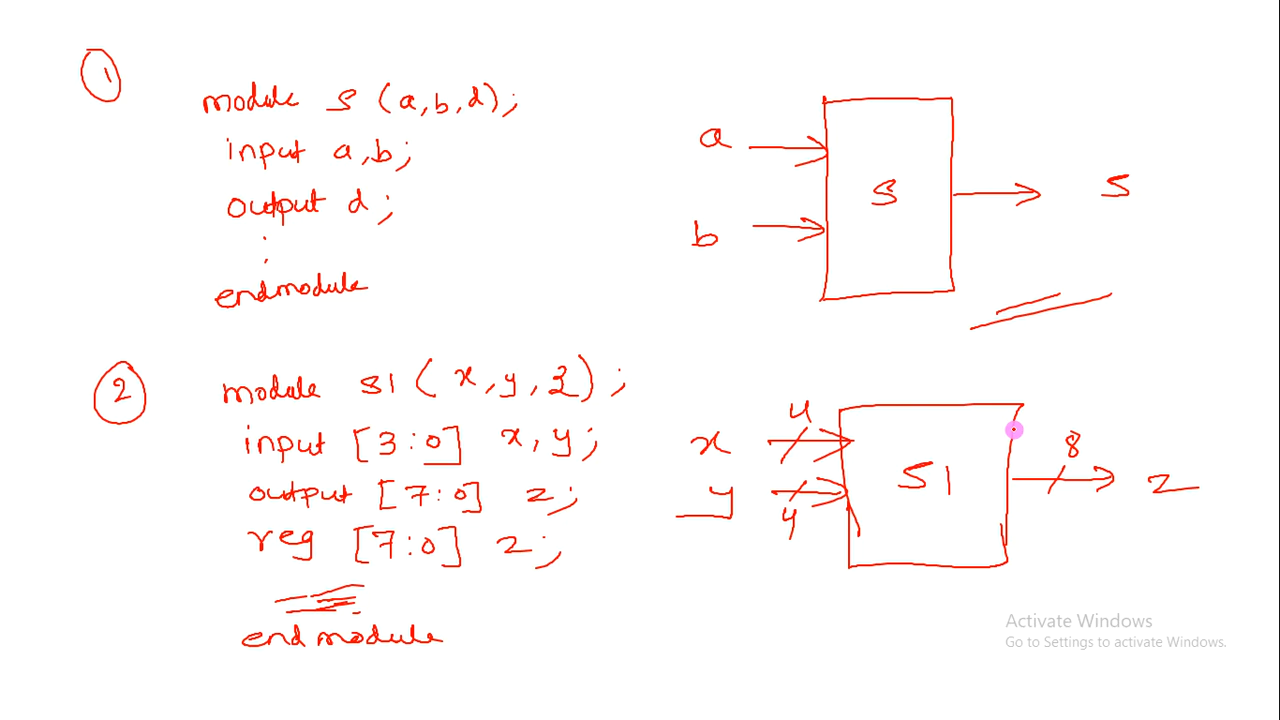 1
module S (a,b,d);
input a,b;
output d;
:
endmodule
a
b
S
S
2
module S1 (x,y,z);
input [3:0] x,y;
output [7:0] z;
reg [7:0] z;
endmodule
x
4
y
4
S1
8
z
Activate Windows
Go to Settings to activate Windows.